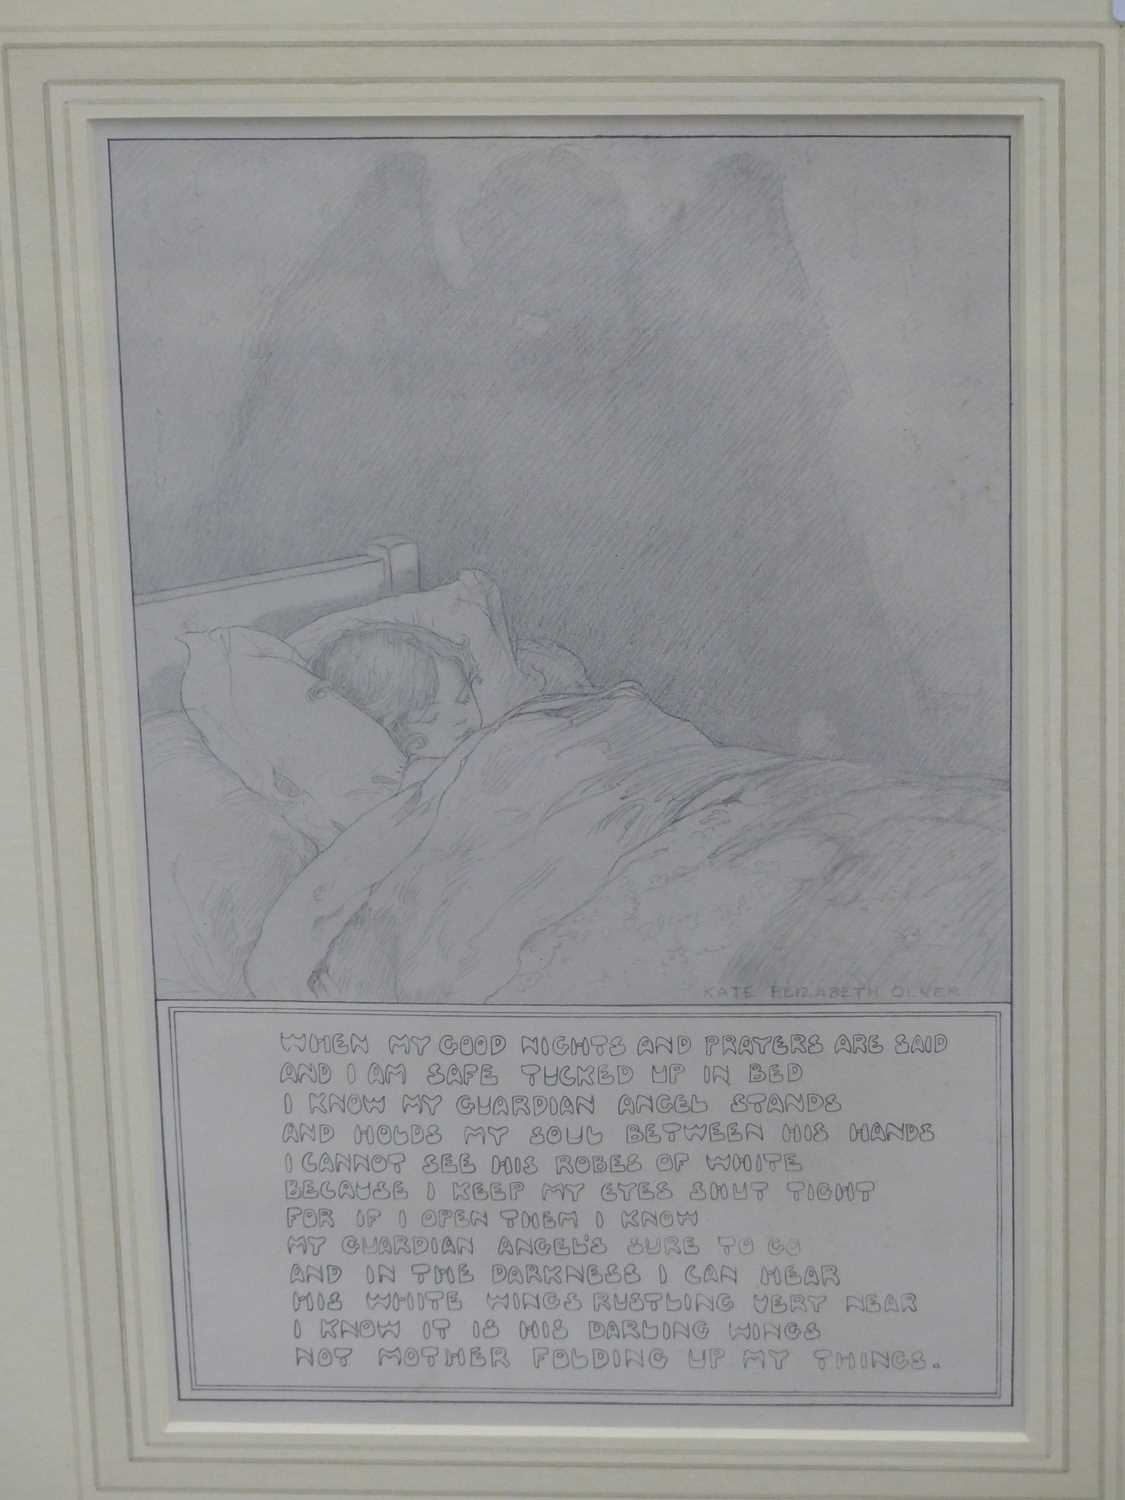 KATE ELIZABETH OLVER
WHEN MY GOOD NIGHTS AND PRAYERS ARE SAID
AND I AM SAFE TUCKED UP IN BED
I KNOW MY GUARDIAN ANGEL STANDS
AND HOLDS MY SOUL BETWEEN HIS HANDS
I CANNOT SEE HIS ROBES OF WHITE
BECAUSE I KEEP MY EYES SHUT TIGHT
FOR IF I OPEN THEM I KNOW
MY GUARDIAN ANGEL'S SURE TO GO
AND IN THE DARKNESS I CAN HEAR
HIS WHITE WINGS RUSTLING VERY NEAR
I KNOW IT IS HIS DARLING WINGS
NOT MOTHER FOLDING UP MY THINGS.